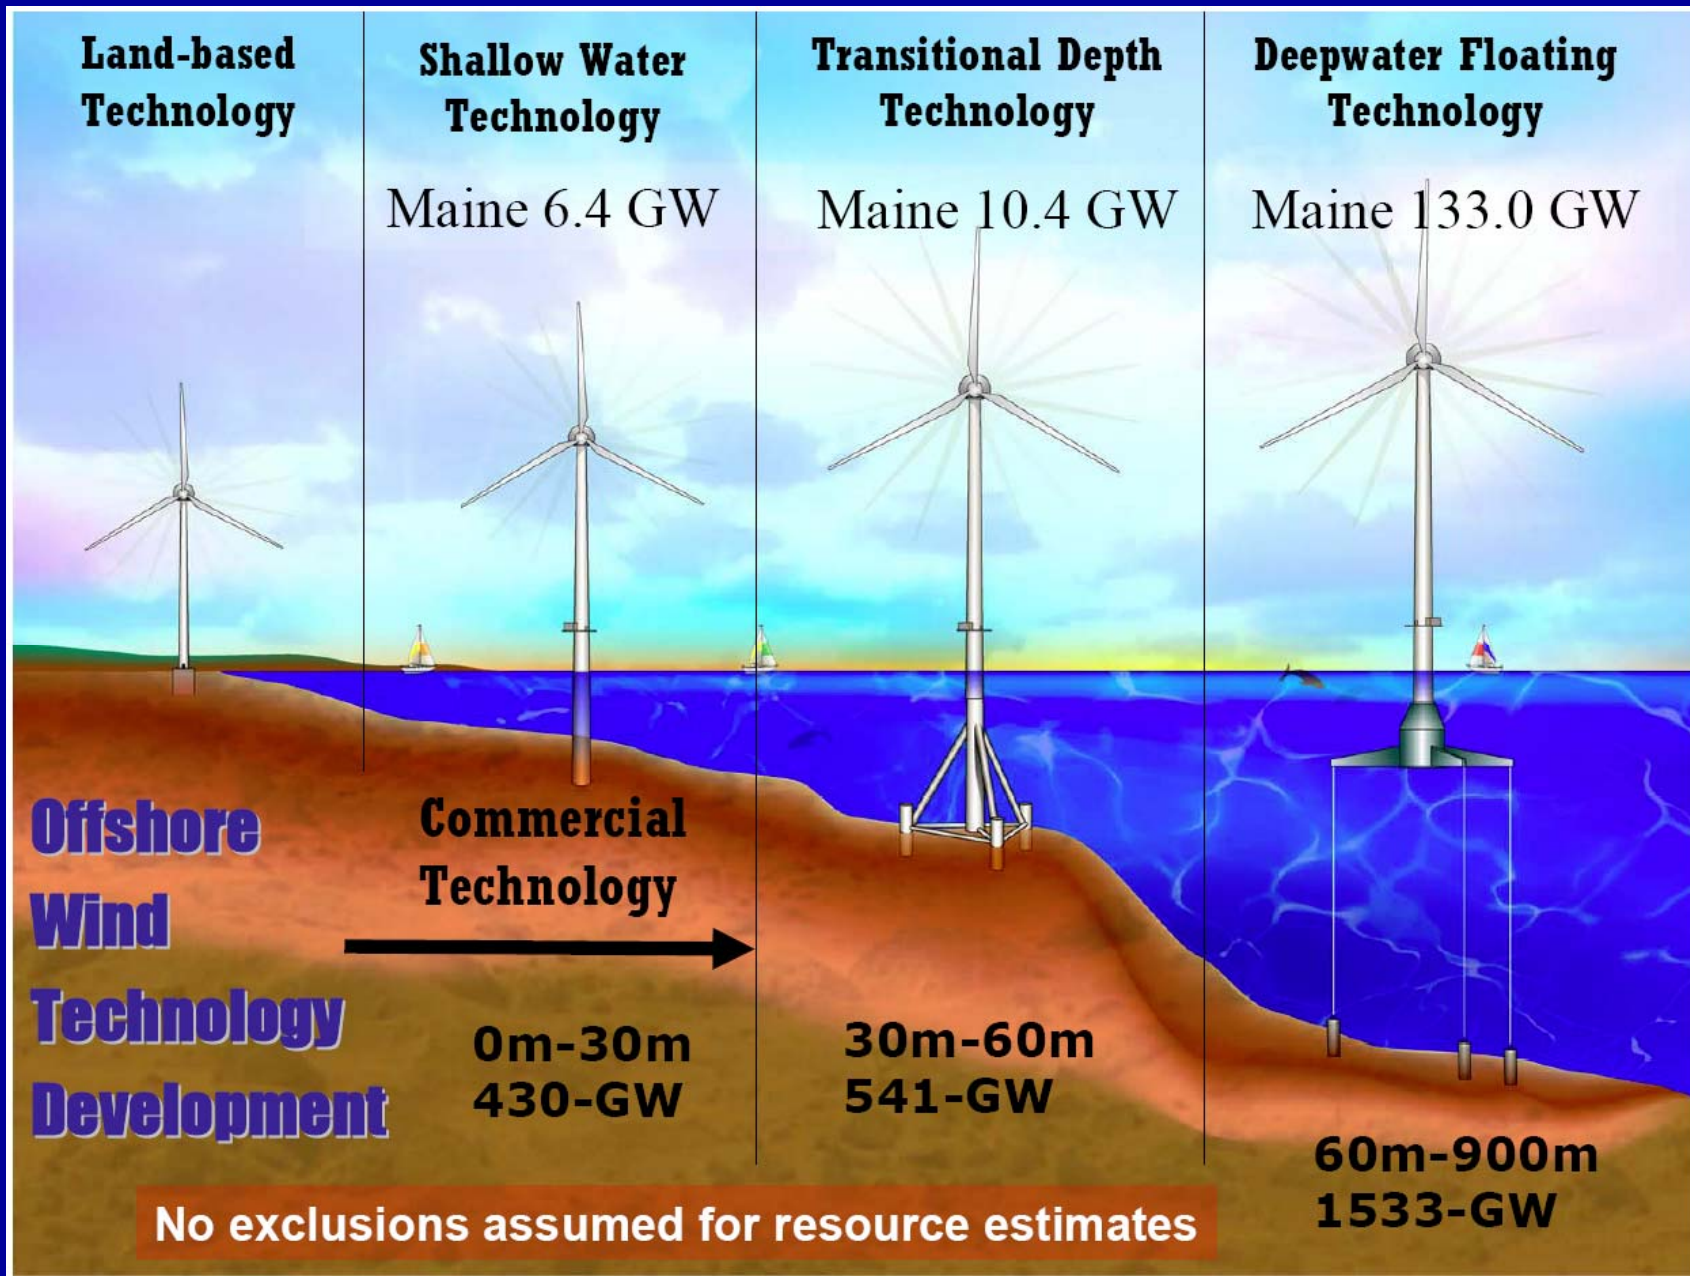 Land-based
Technology
Shallow Water
Technology
Transitional Depth
Technology
Deepwater Floating
Technology
Maine 6.4 GW
Maine 10.4 GW
Maine 133.0 GW
Offshore
Wind
Technology
Development
Commercial
Technology
0m-30m
430-GW
30m-60m
541-GW
60m-900m
1533-GW
No exclusions assumed for resource estimates